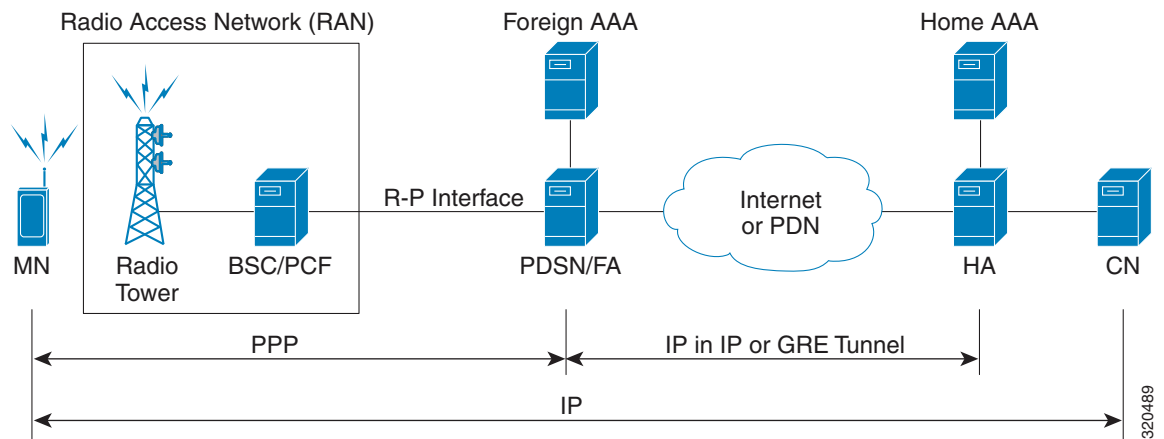 Radio Access Network (RAN)
Foreign AAA
Home AAA
R-P Interface
Internet
or PDN
MN
Radio
Tower
BSC/PCF
PDSN/FA
HA
CN
PPP
IP in IP or GRE Tunnel
IP
320489